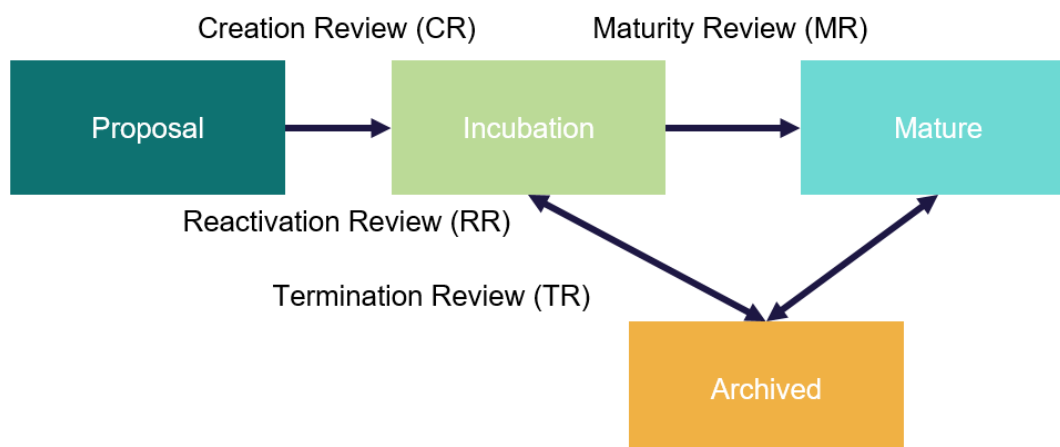 Creation Review (CR)
Maturity Review (MR)
Proposal
Incubation
Mature
Reactivation Review (RR)
Termination Review (TR)
Archived